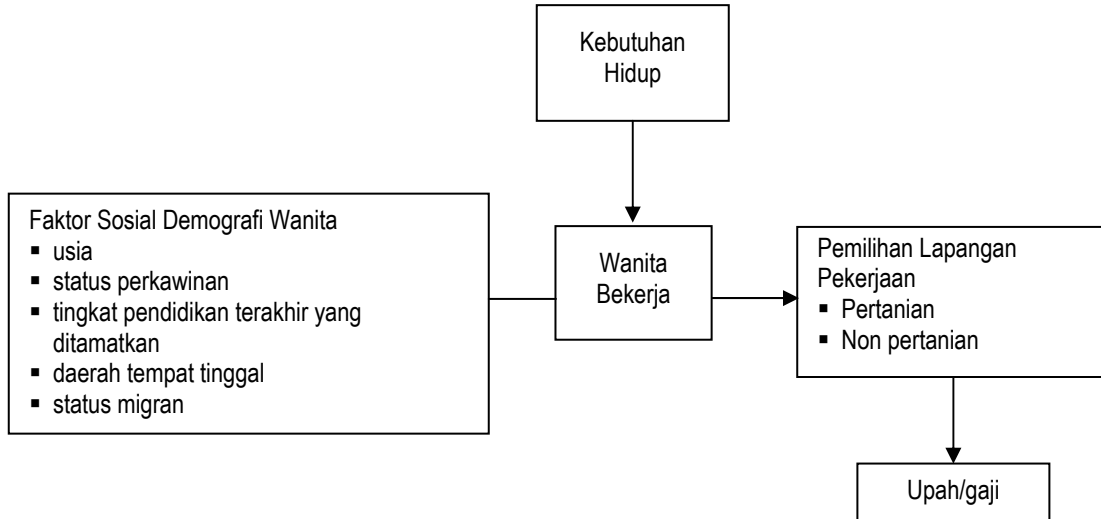 Kebutuhan
Hidup
Faktor Sosial Demografi Wanita
▪ usia
▪ status perkawinan
▪ tingkat pendidikan terakhir yang
ditamatkan
▪ daerah tempat tinggal
▪ status migran
Wanita
Bekerja
Pemilihan Lapangan
Pekerjaan
▪ Pertanian
▪ Non pertanian
Upah/gaji